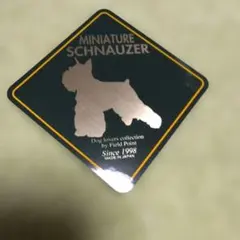 MINIATURE
SCHNAUZER
Dog lovers collection
by Field Point
Since 1998
MADE IN JAPAN